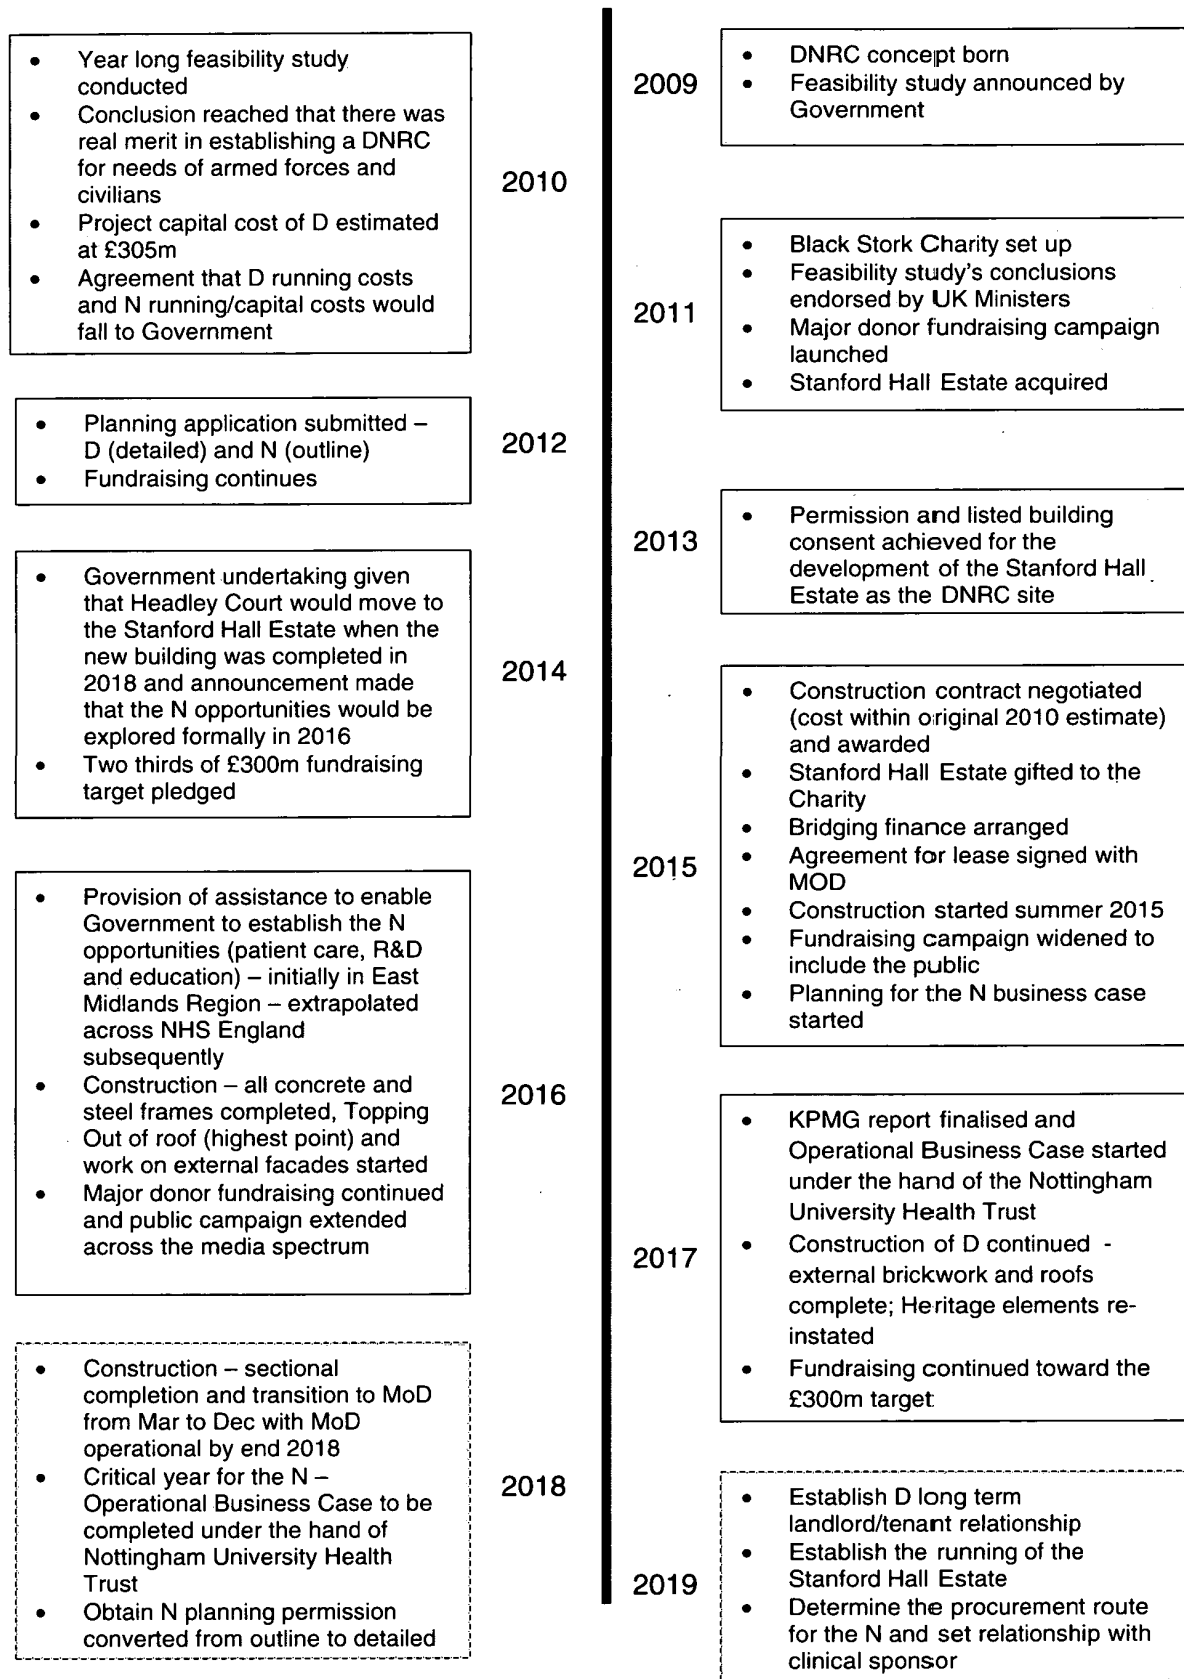 2009
• DNRC concept born
• Feasibility study announced by
Government
• Year long feasibility study
conducted
• Conclusion reached that there was
real merit in establishing a DNRC
for needs of armed forces and
civilians
• Project capital cost of D estimated
at £305m
• Agreement that D running costs
and N running/capital costs would
fall to Government
2010
2011
• Black Stork Charity set up
• Feasibility study's conclusions
endorsed by UK Ministers
• Major donor fundraising campaign
launched
• Stanford Hall Estate acquired
• Planning application submitted –
D (detailed) and N (outline)
• Fundraising continues
2012
2013
• Permission and listed building
consent achieved for the
development of the Stanford Hall
Estate as the DNRC site
• Government undertaking given
that Headley Court would move to
the Stanford Hall Estate when the
new building was completed in
2018 and announcement made
that the N opportunities would be
explored formally in 2016
• Two thirds of £300m fundraising
target pledged
2014
2015
• Construction contract negotiated
(cost within original 2010 estimate)
and awarded
• Stanford Hall Estate gifted to the
Charity
• Bridging finance arranged
• Agreement for lease signed with
MOD
• Construction started summer 2015
• Fundraising campaign widened to
include the public
• Planning for the N business case
started
• Provision of assistance to enable
Government to establish the N
opportunities (patient care, R&D
and education) – initially in East
Midlands Region – extrapolated
across NHS England
subsequently
• Construction – all concrete and
steel frames completed, Topping
Out of roof (highest point) and
work on external facades started
• Major donor fundraising continued
and public campaign extended
across the media spectrum
2016
2017
• KPMG report finalised and
Operational Business Case started
under the hand of the Nottingham
University Health Trust
• Construction of D continued -
external brickwork and roofs
complete; Heritage elements re-
instated
• Fundraising continued toward the
£300m target
• Construction – sectional
completion and transition to MoD
from Mar to Dec with MoD
operational by end 2018
• Critical year for the N –
Operational Business Case to be
completed under the hand of
Nottingham University Health
Trust
• Obtain N planning permission
converted from outline to detailed
2018
2019
• Establish D long term
landlord/tenant relationship
• Establish the running of the
Stanford Hall Estate
• Determine the procurement route
for the N and set relationship with
clinical sponsor